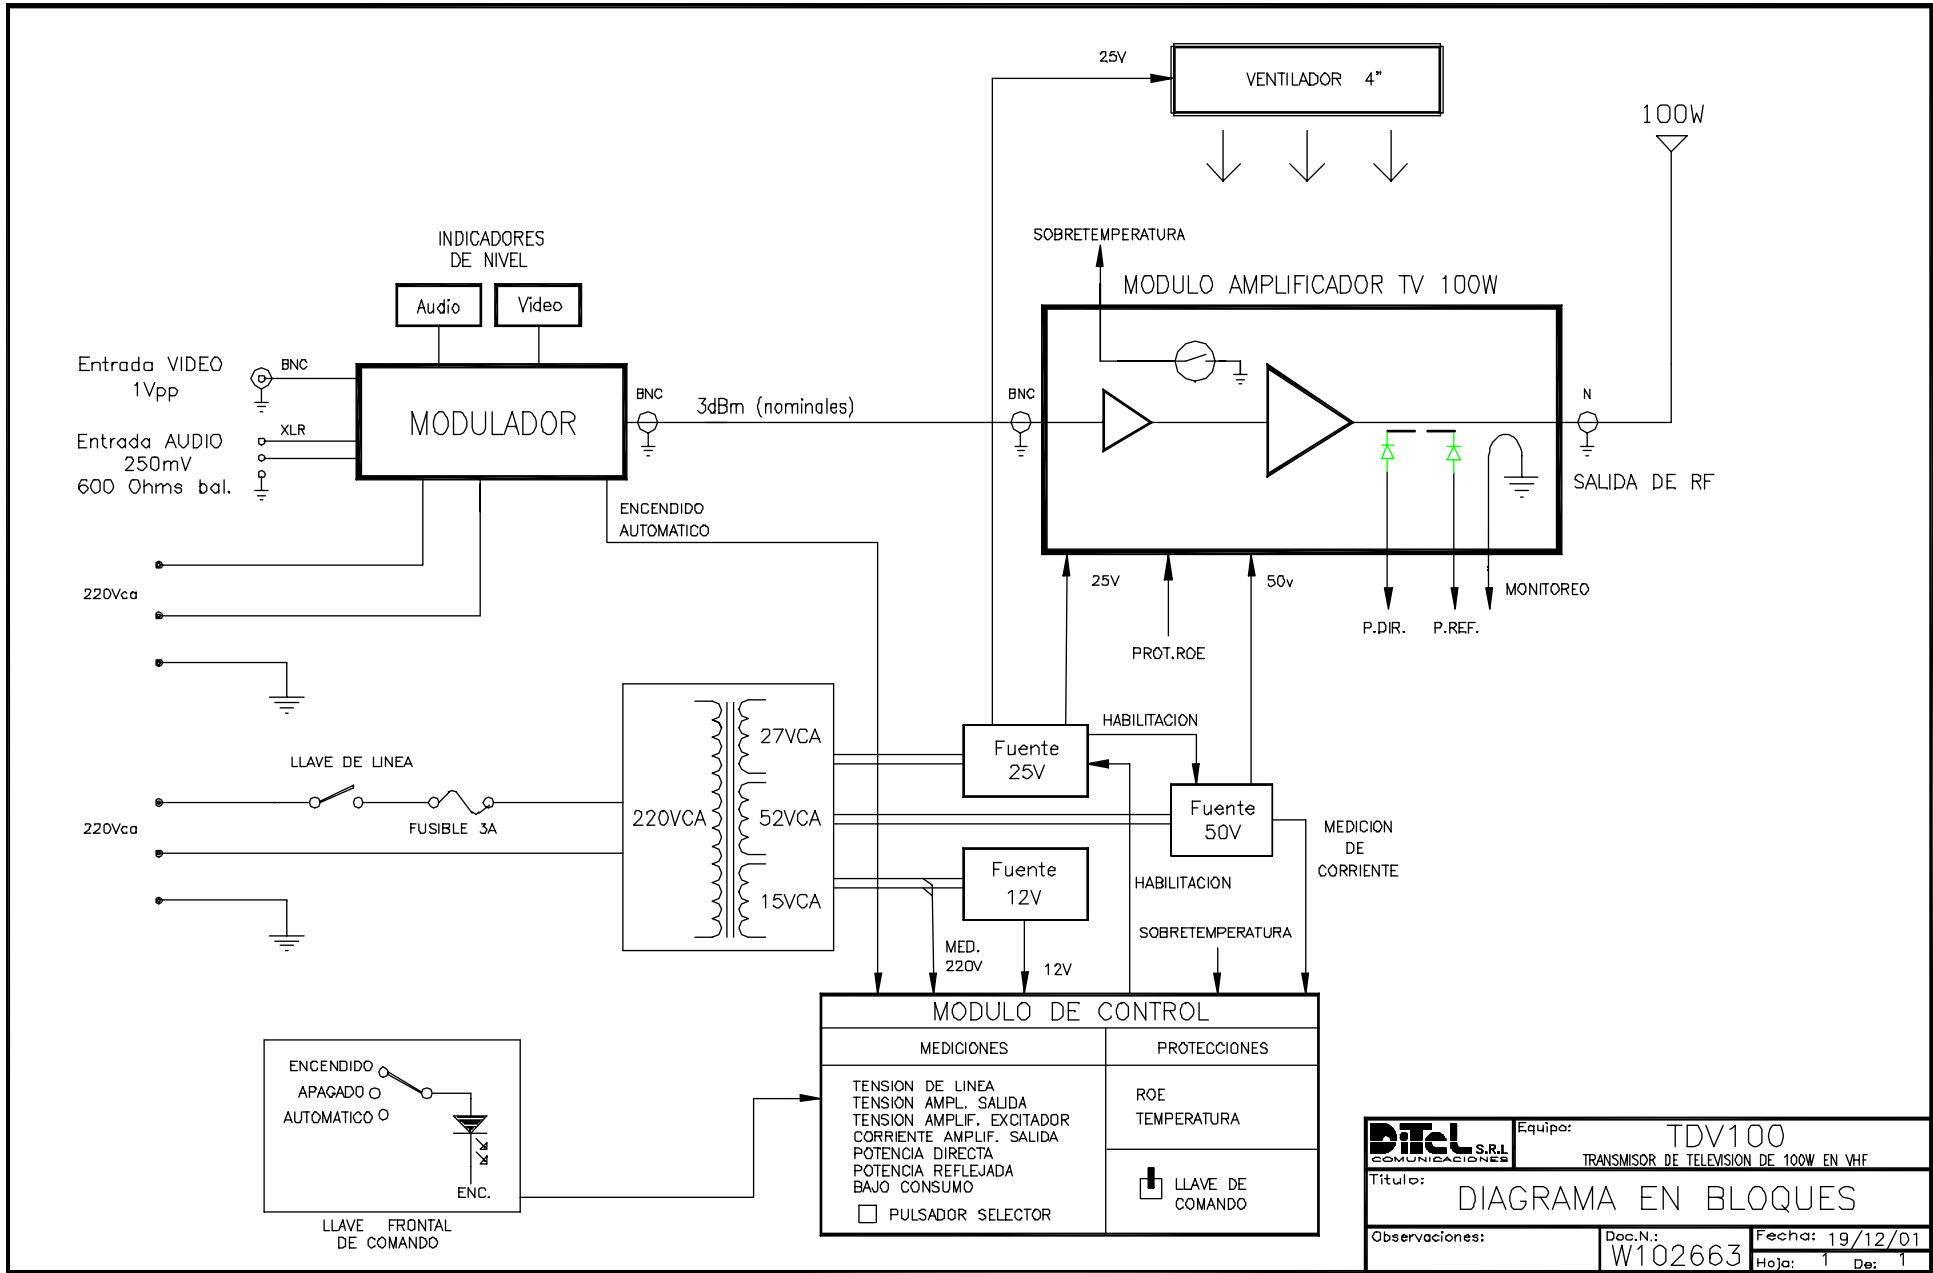 25V
VENTILADOR 4"
100W
SOBRETEMPERATURA
MODULO AMPLIFICADOR TV 100W
INDICADORES
DE NIVEL
Audio
Video
Entrada VIDEO
1Vpp
BNC
MODULADOR
BNC
3dBm (nominales)
BNC
N
Entrada AUDIO
250mV
600 Ohms bal.
XLR
SALIDA DE RF
ENCENDIDO
AUTOMATICO
220Vca
25V
50v
MONITOREO
P.DIR.
P.REF.
PROT.ROE
LLAVE DE LINEA
FUSIBLE 3A
220Vca
220VCA
27VCA
52VCA
15VCA
Fuente
25V
HABILITACION
Fuente
50V
MEDICION
DE
CORRIENTE
Fuente
12V
HABILITACION
SOBRETEMPERATURA
MED.
220V
12V
MODULO DE CONTROL
MEDICIONES
PROTECCIONES
TENSION DE LINEA
TENSION AMPL. SALIDA
TENSION AMPLIF. EXCITADOR
CORRIENTE AMPLIF. SALIDA
POTENCIA DIRECTA
POTENCIA REFLEJADA
BAJO CONSUMO
PULSADOR SELECTOR
ROE
TEMPERATURA
LLAVE DE
COMANDO
ENCENDIDO
APAGADO
AUTOMATICO
ENC.
LLAVE FRONTAL
DE COMANDO
DiTel S.R.L
COMUNICACIONES
Equipo:
TDV100
TRANSMISOR DE TELEVISION DE 100W EN VHF
Titulo:
DIAGRAMA EN BLOQUES
Observaciones:
Doc.N.:
W102663
Fecha: 19/12/01
Hoja: 1 De: 1